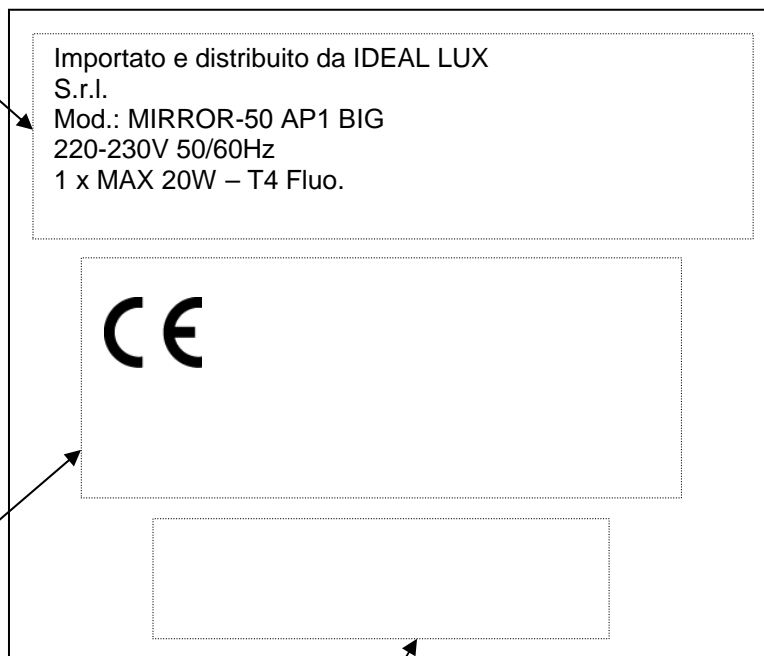 Importato e distribuito da IDEAL LUX
S.r.l.
Mod.: MIRROR-50 AP1 BIG
220-230V 50/60Hz
1 x MAX 20W – T4 Fluo.
CE